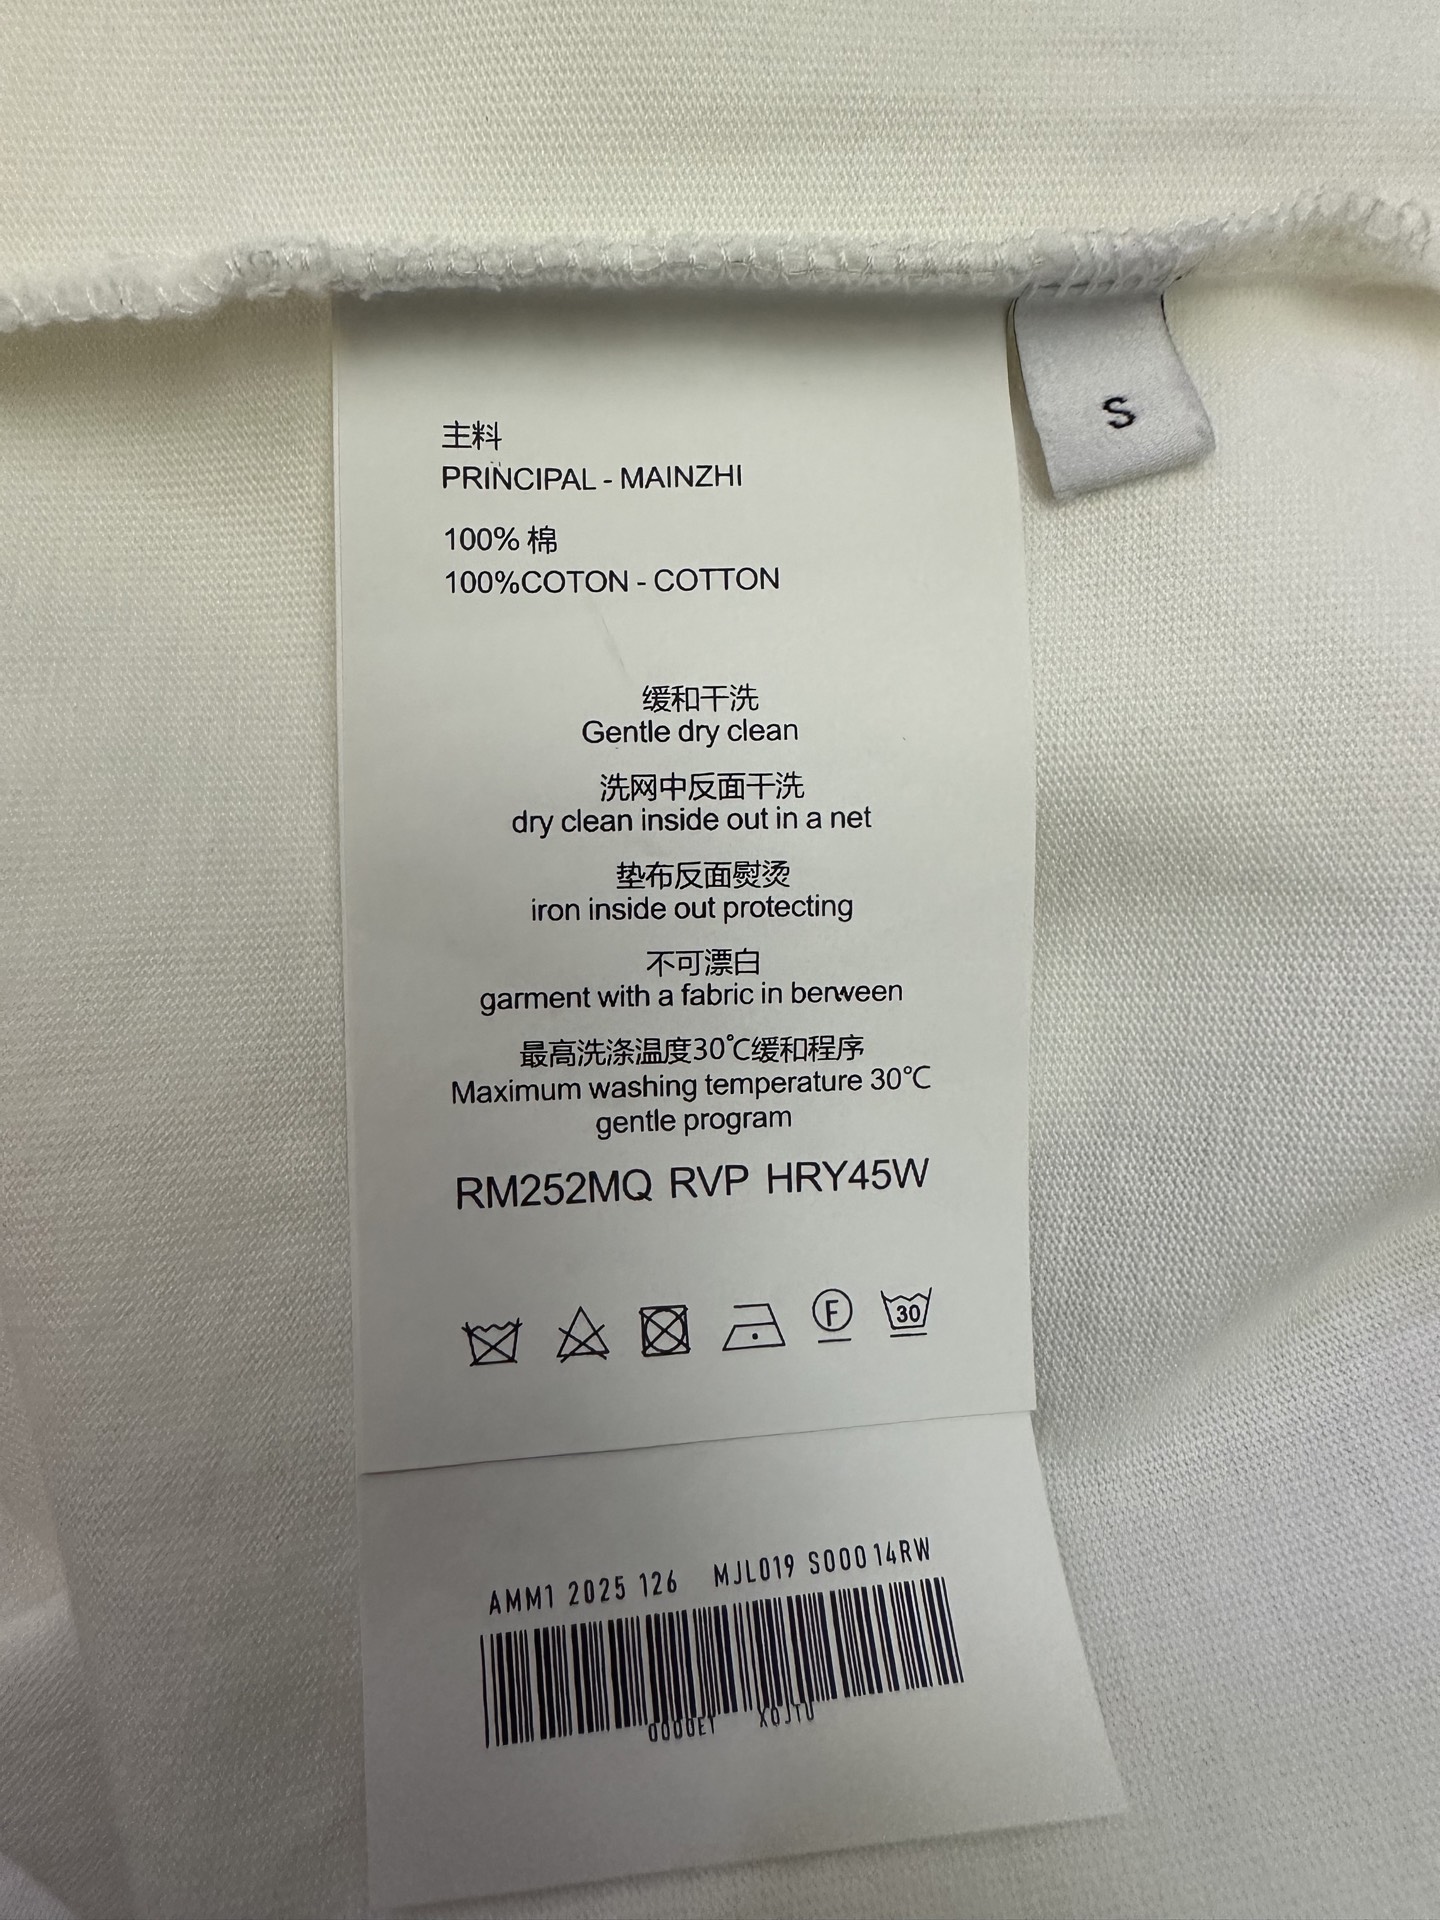 S
主料
PRINCIPAL - MAINZHI
100% 棉
100%COTON - COTTON
缓和干洗
Gentle dry clean
洗网中反面干洗
dry clean inside out in a net
垫布反面熨烫
iron inside out protecting
不可漂白
garment with a fabric in berween
最高洗涤温度30℃缓和程序
Maximum washing temperature 30℃
gentle program
RM252MQ RVP HRY45W
F 30
AMM1 2025 126 MJL019 S000 14RW
0000E1 XQJTU